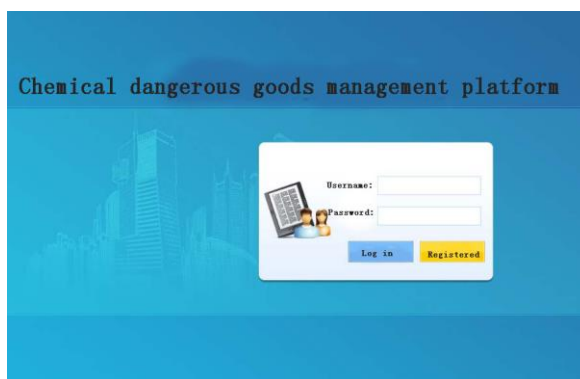 Chemical dangerous goods management platform
Username:
Password:
Log in
Registered